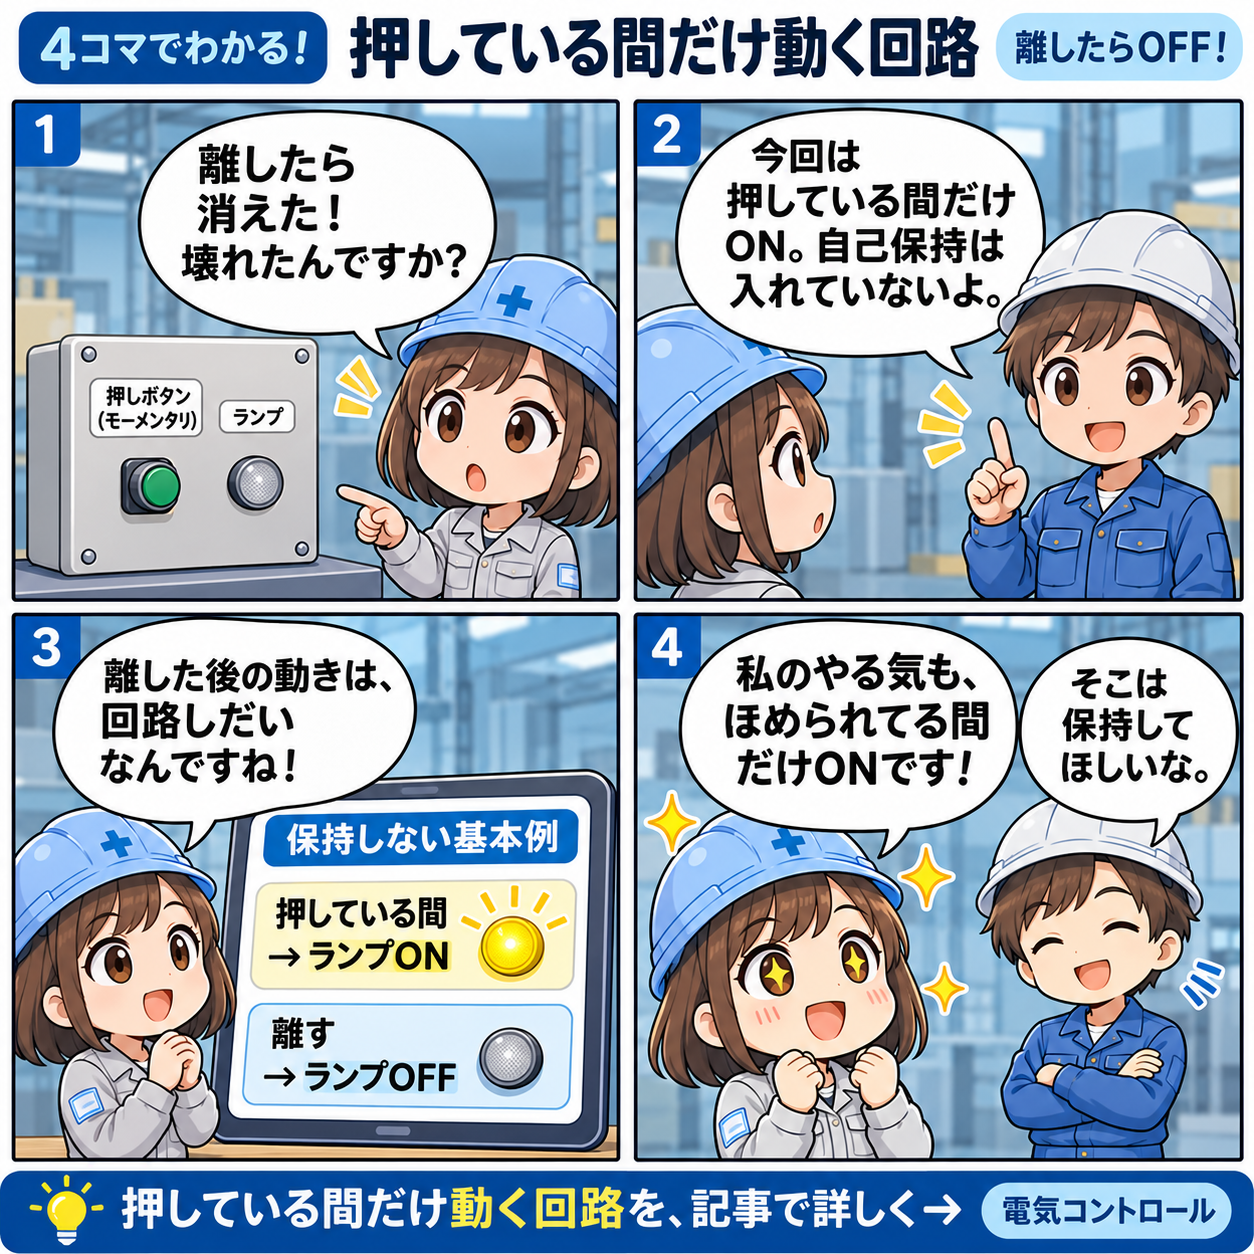 4コマでわかる!
押している間だけ動く回路
離したらOFF!
1
離したら
消えた!
壊れたんですか?
押しボタン
(モーメンタリ)
ランプ
2
今回は
押している間だけ
ON。自己保持は
入れていないよ。
3
離した後の動きは、
回路しだい
なんですね!
保持しない基本例
押している間
→ランプON
離す
→ランプOFF
4
私のやる気も、
ほめられてる間
だけONです!
そこは
保持して
ほしいな。
押している間だけ動く回路を、記事で詳しく→
電気コントロール